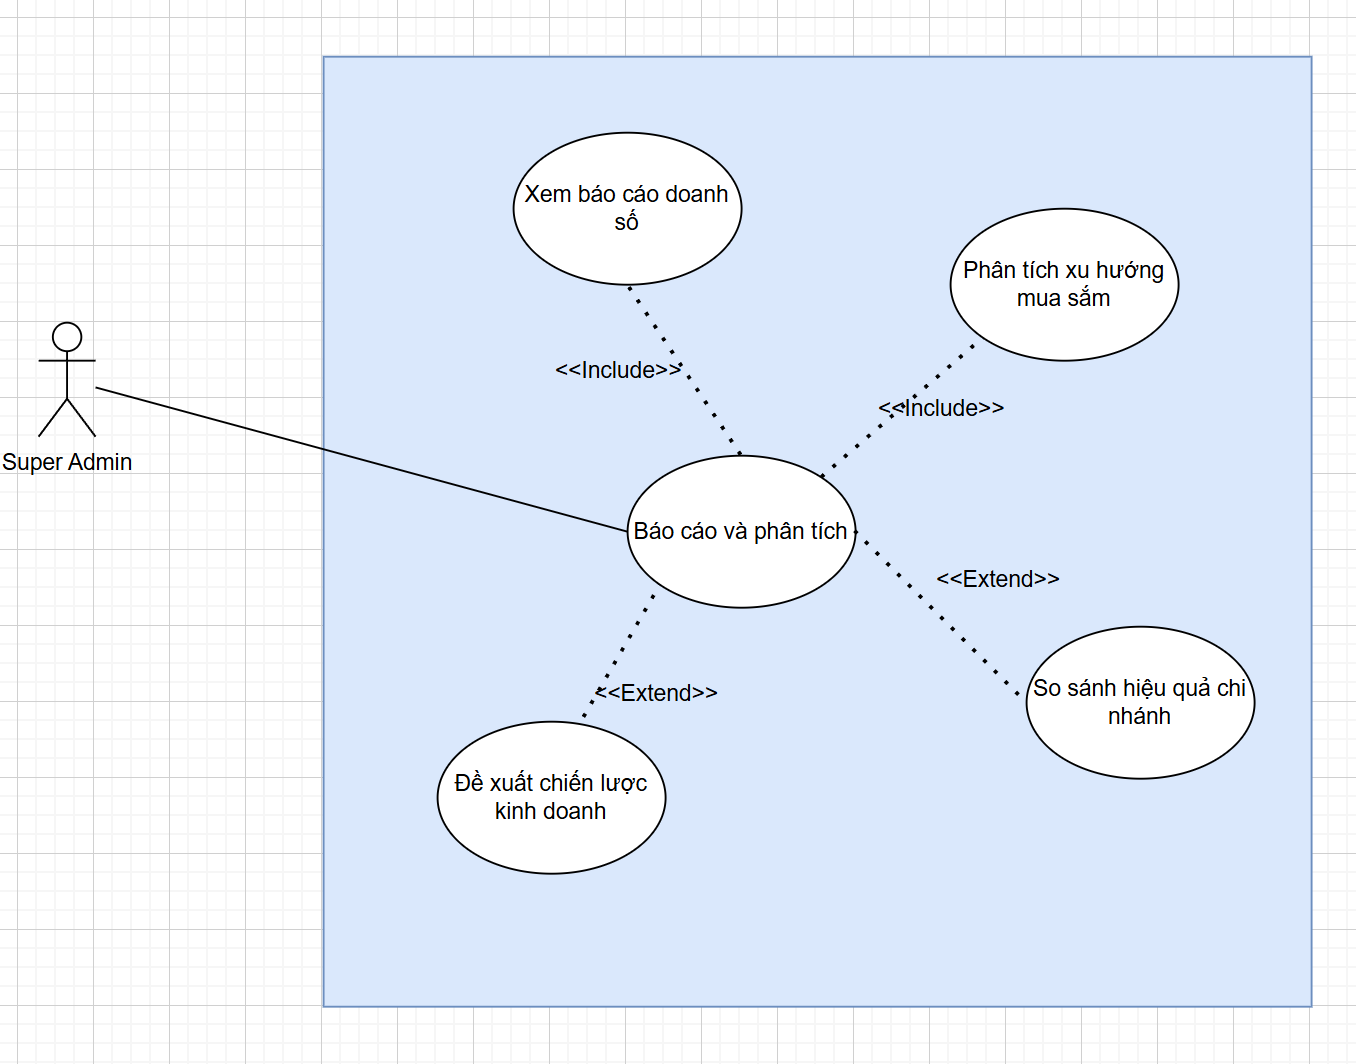 Xem báo cáo doanh
số
Phân tích xu hướng
mua sắm
<<Include>>
<<Include>>
Super Admin
Báo cáo và phân tích
<<Extend>>
So sánh hiệu quả chi
nhánh
<<Extend>>
Đề xuất chiến lược
kinh doanh